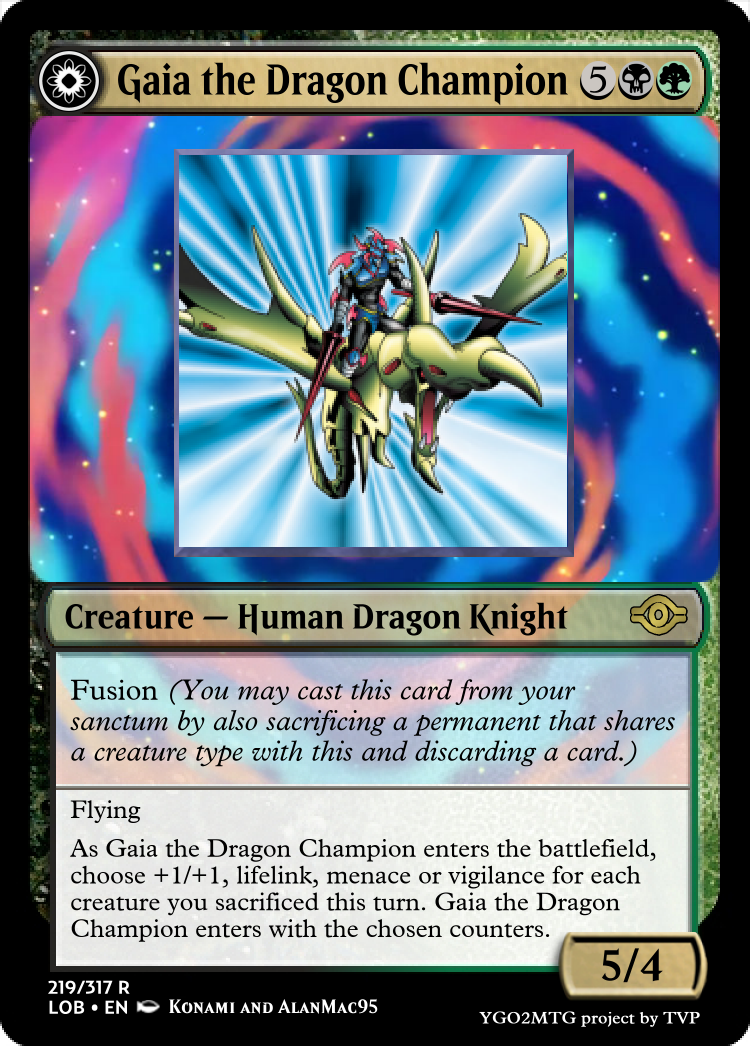 Gaia the Dragon Champion 5
Creature — Human Dragon Knight
Fusion (You may cast this card from your
sanctum by also sacrificing a permanent that shares
a creature type with this and discarding a card.)
Flying
As Gaia the Dragon Champion enters the battlefield,
choose +1/+1, lifelink, menace or vigilance for each
creature you sacrificed this turn. Gaia the Dragon
Champion enters with the chosen counters.
5/4
219/317 R
LOB • EN Konami and AlanMac95
YGO2MTG project by TVP